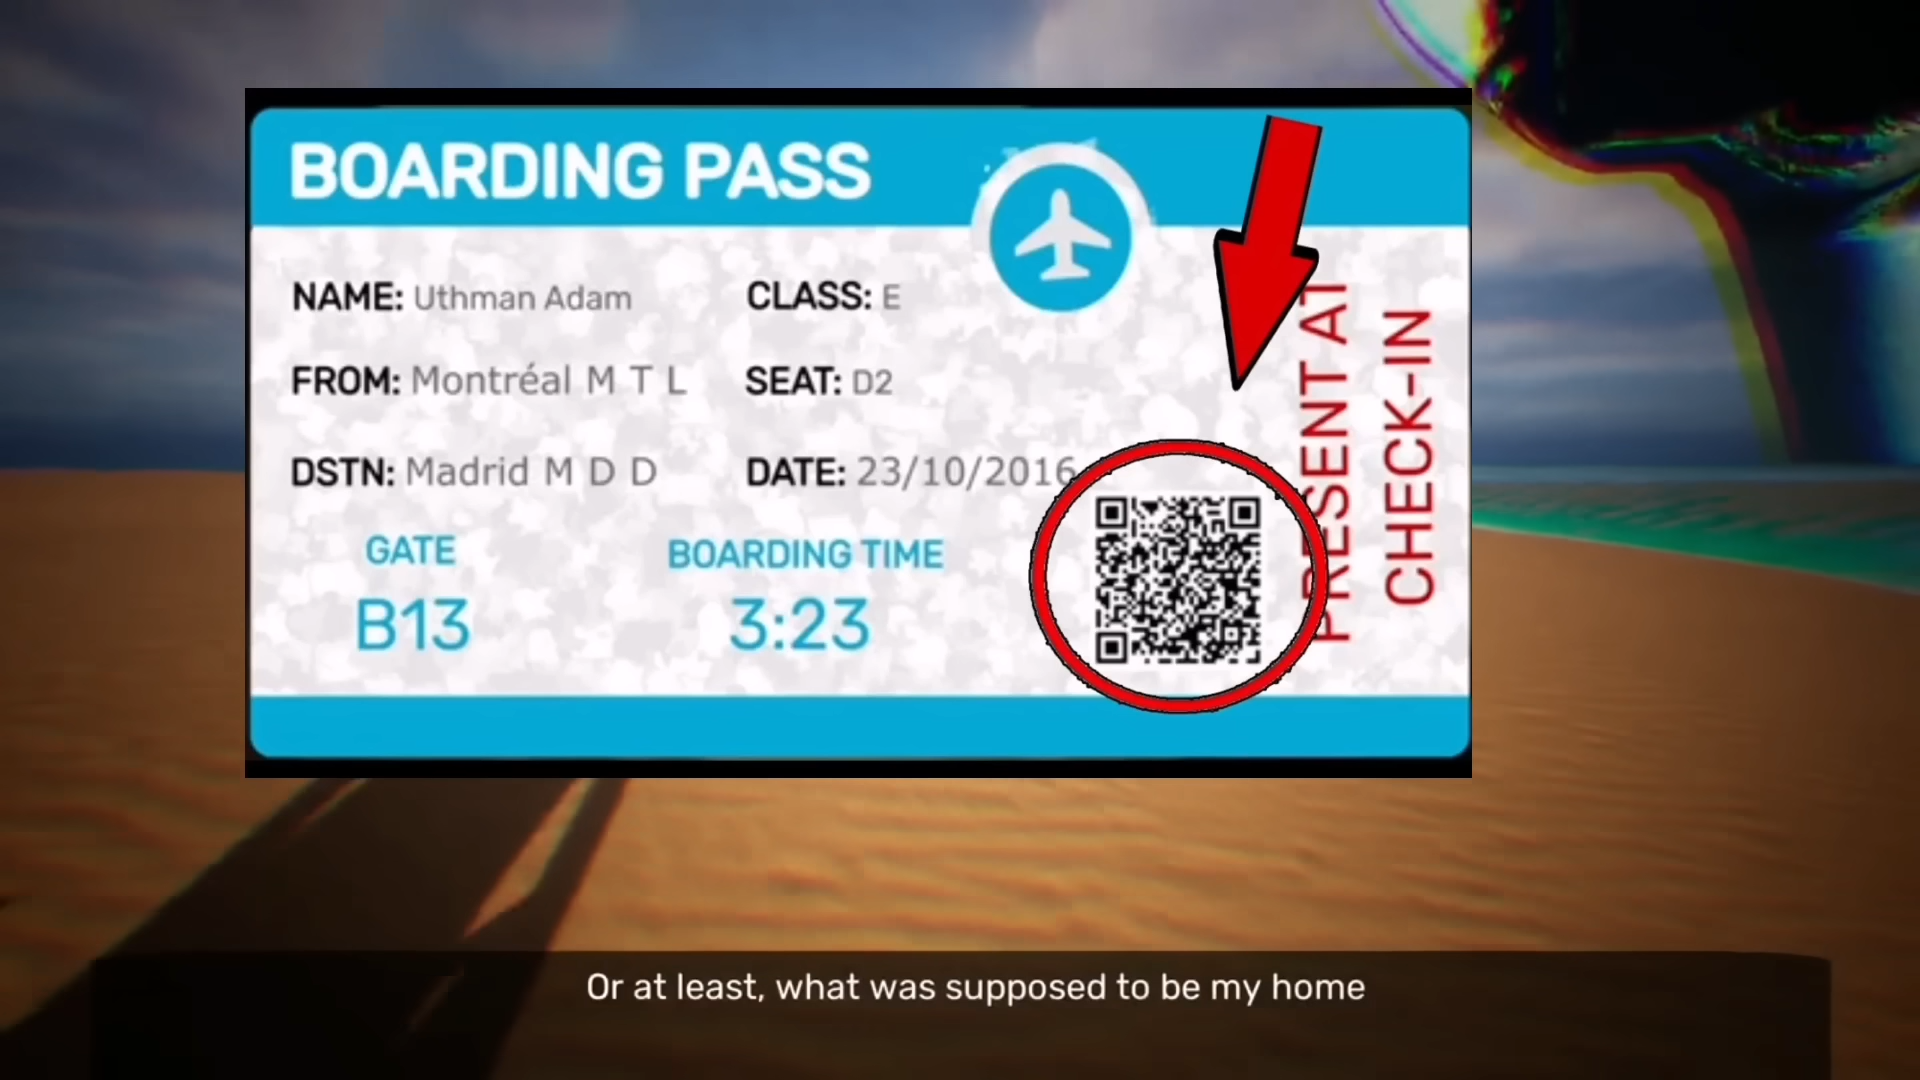 BOARDING PASS
NAME: Uthman Adam
CLASS: E
FROM: Montréal M T L
SEAT: D2
DSTN: Madrid M D D
DATE: 23/10/2016
GATE
BOARDING TIME
B13
3:23
PRESENT AT
CHECK-IN
Or at least, what was supposed to be my home